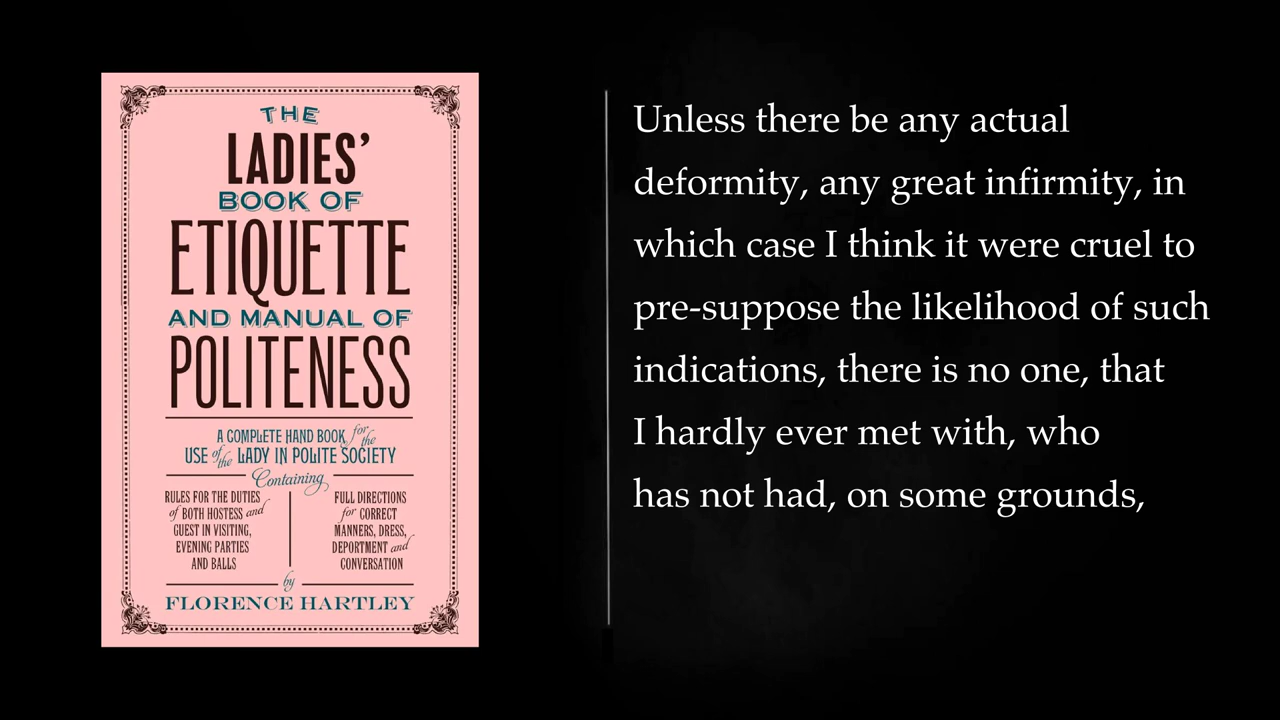 THE
LADIES'
BOOK OF
ETIQUETTE
AND MANUAL OF
POLITENESS
A COMPLETE HAND BOOK for the
USE of the LADY IN POLITE SOCIETY
Containing
RULES FOR THE DUTIES
of BOTH HOSTESS and
GUEST IN VISITING,
EVENING PARTIES
AND BALLS
FULL DIRECTIONS
for CORRECT
MANNERS, DRESS,
DEPORTMENT and
CONVERSATION
by
FLORENCE HARTLEY
Unless there be any actual
deformity, any great infirmity, in
which case I think it were cruel to
pre-suppose the likelihood of such
indications, there is no one, that
I hardly ever met with, who
has not had, on some grounds,